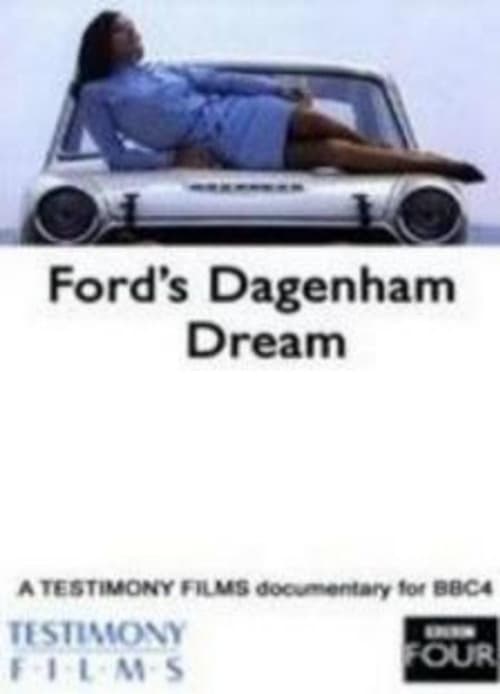 Ford's Dagenham
Dream
A TESTIMONY FILMS documentary for BBC4
TESTIMONY
F·I·L·M·S
BBC
FOUR